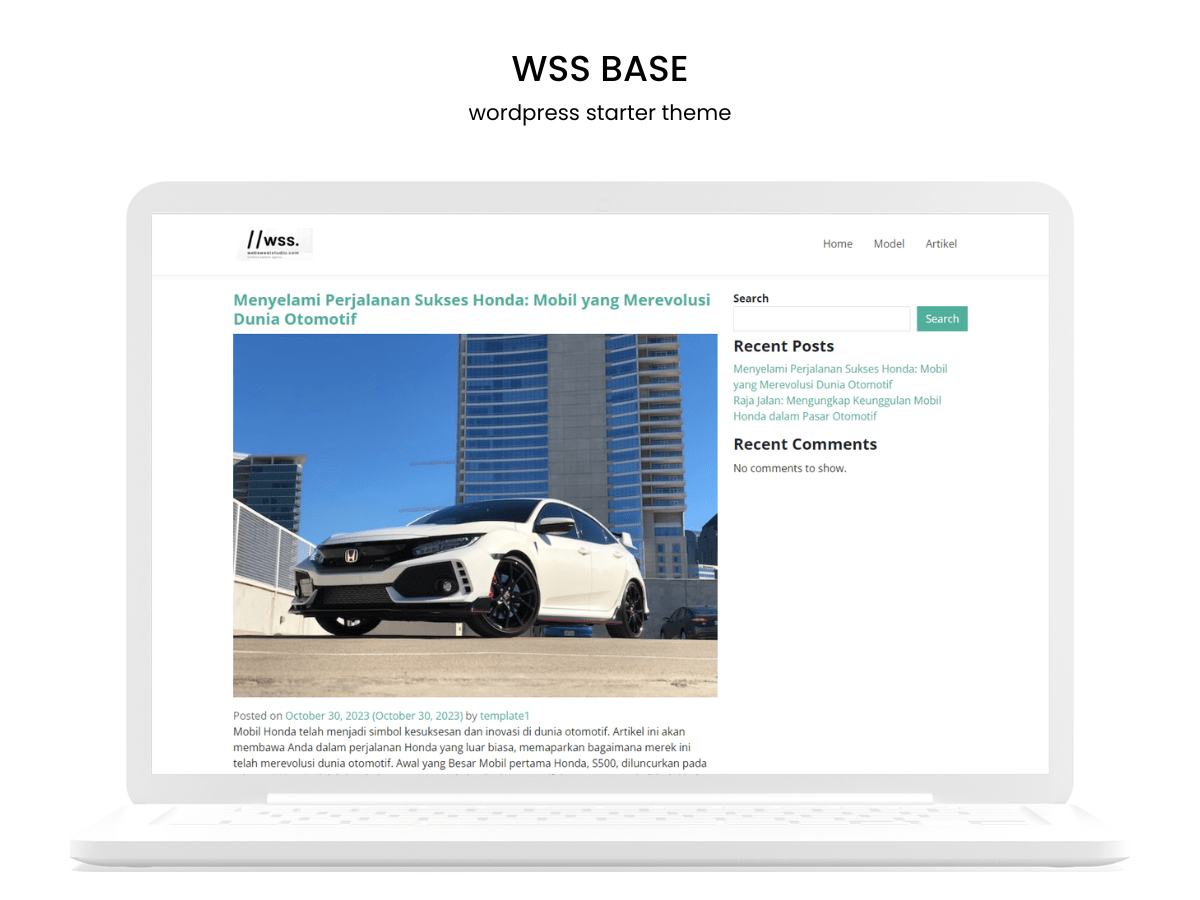 WSS BASE
wordpress starter theme
//wss.
Home Model Artikel
Menyelami Perjalanan Sukses Honda: Mobil yang Merevolusi
Dunia Otomotif
Search
Search
Recent Posts
Menyelami Perjalanan Sukses Honda: Mobil
yang Merevolusi Dunia Otomotif
Raja Jalan: Mengungkap Keunggulan Mobil
Honda dalam Pasar Otomotif
Recent Comments
No comments to show.
Posted on October 30, 2023 (October 30, 2023) by template1
Mobil Honda telah menjadi simbol kesuksesan dan inovasi di dunia otomotif. Artikel ini akan
membawa Anda dalam perjalanan Honda yang luar biasa, memaparkan bagaimana merek ini
telah merevolusi dunia otomotif. Awal yang Besar Mobil pertama Honda, S500, diluncurkan pada